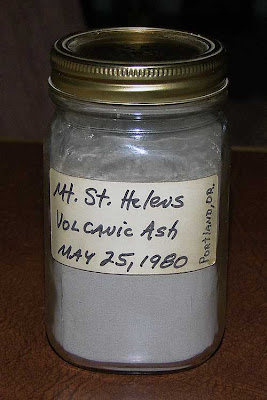 Mt. St. Helens
Volcanic Ash
May 25, 1980
Portland, OR.